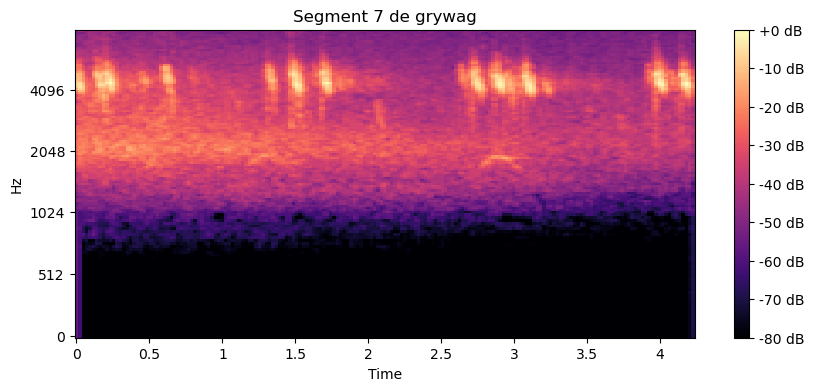 Segment 7 de grywag
+0 dB
-10 dB
-20 dB
-30 dB
-40 dB
-50 dB
-60 dB
-70 dB
-80 dB
Hz
4096
2048
1024
512
0
0 0.5 1 1.5 2 2.5 3 3.5 4
Time